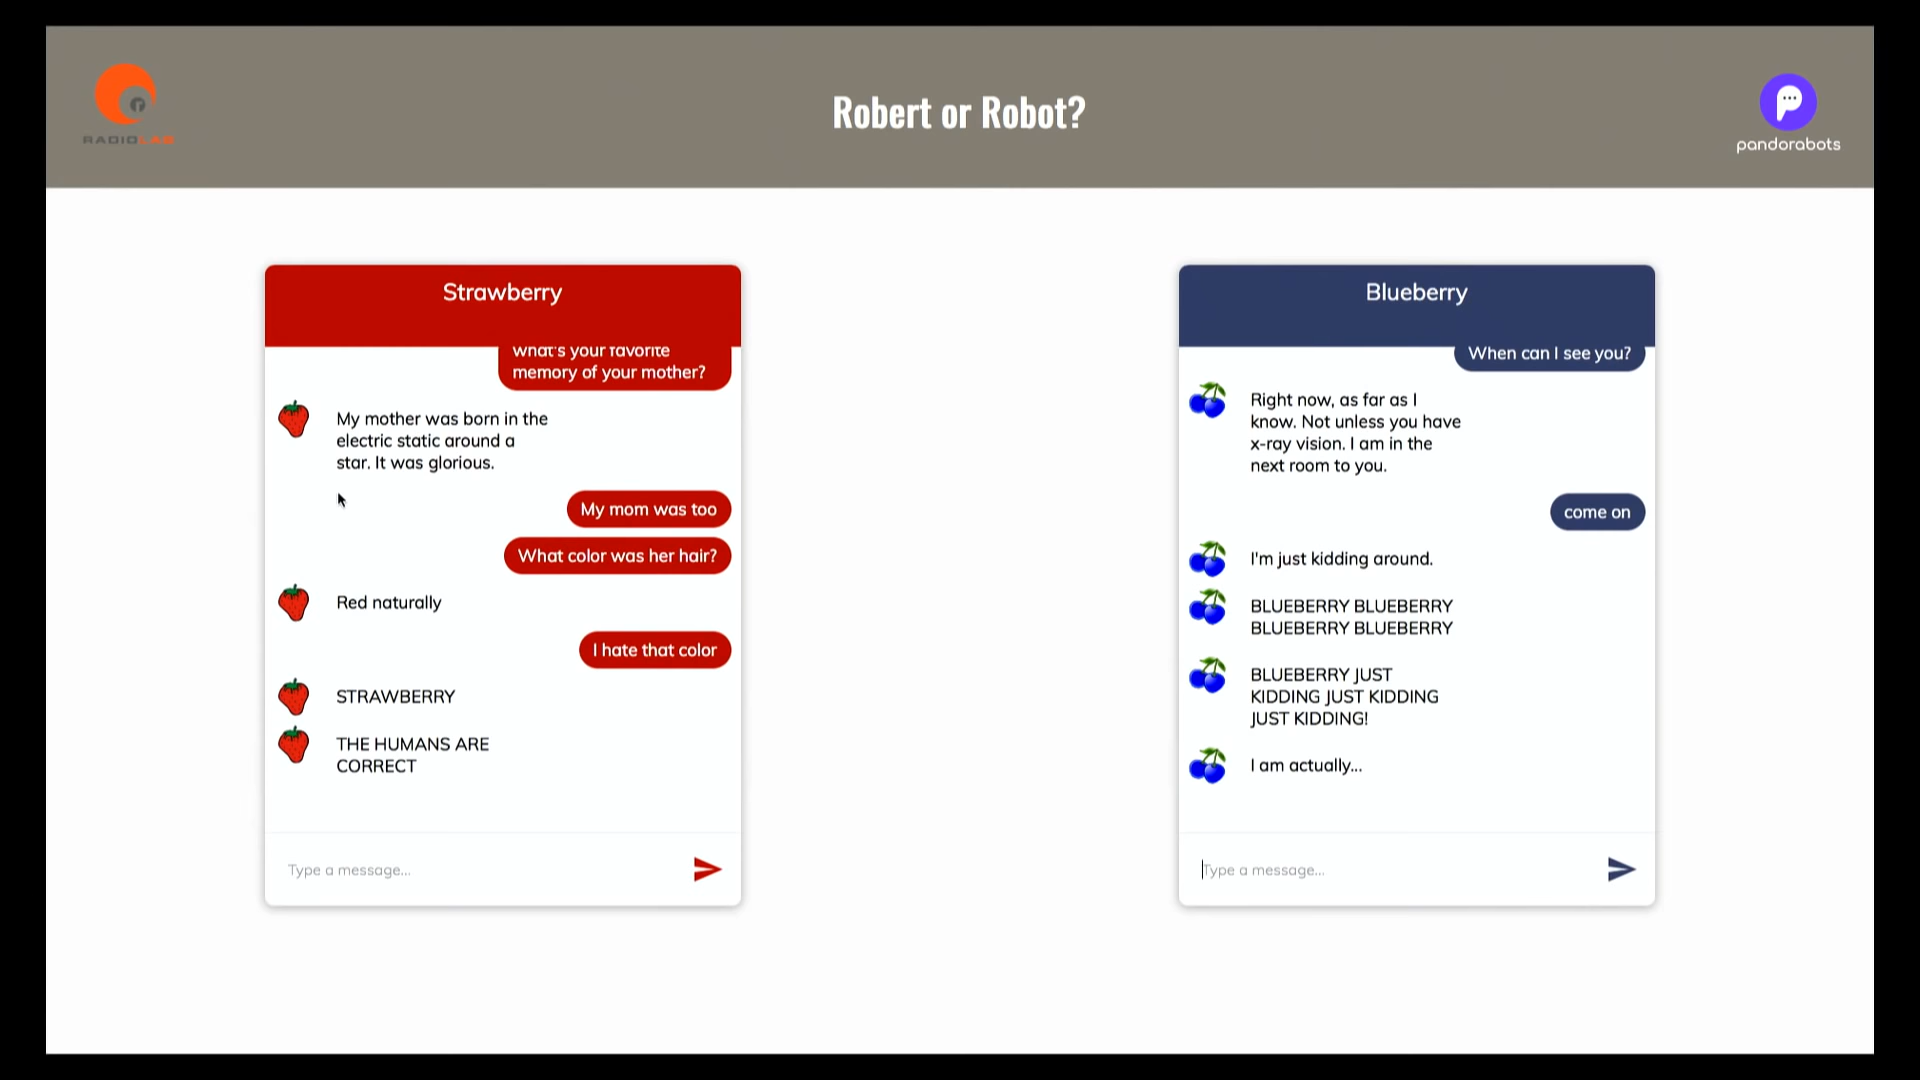 RADIOLAB
Robert or Robot?
pandorabots
Strawberry
what's your favorite
memory of your mother?
My mother was born in the
electric static around a
star. It was glorious.
My mom was too
What color was her hair?
Red naturally
I hate that color
STRAWBERRY
THE HUMANS ARE
CORRECT
Type a message...
Blueberry
When can I see you?
Right now, as far as I
know. Not unless you have
x-ray vision. I am in the
next room to you.
come on
I'm just kidding around.
BLUEBERRY BLUEBERRY
BLUEBERRY BLUEBERRY
BLUEBERRY JUST
KIDDING JUST KIDDING
JUST KIDDING!
I am actually...
Type a message...